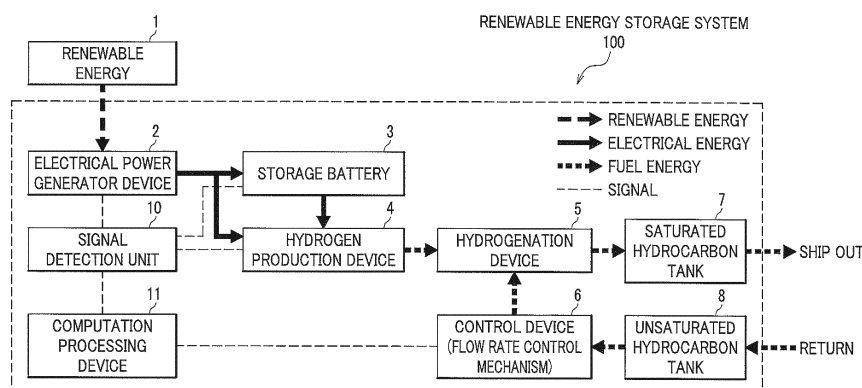 RENEWABLE ENERGY STORAGE SYSTEM
100
1
RENEWABLE
ENERGY
RENEWABLE ENERGY
ELECTRICAL ENERGY
FUEL ENERGY
SIGNAL
2
ELECTRICAL POWER
GENERATOR DEVICE
3
STORAGE BATTERY
10
SIGNAL
DETECTION UNIT
4
HYDROGEN
PRODUCTION DEVICE
5
HYDROGENATION
DEVICE
7
SATURATED
HYDROCARBON
TANK
SHIP OUT
11
COMPUTATION
PROCESSING
DEVICE
6
CONTROL DEVICE
(FLOW RATE CONTROL
MECHANISM)
8
UNSATURATED
HYDROCARBON
TANK
RETURN